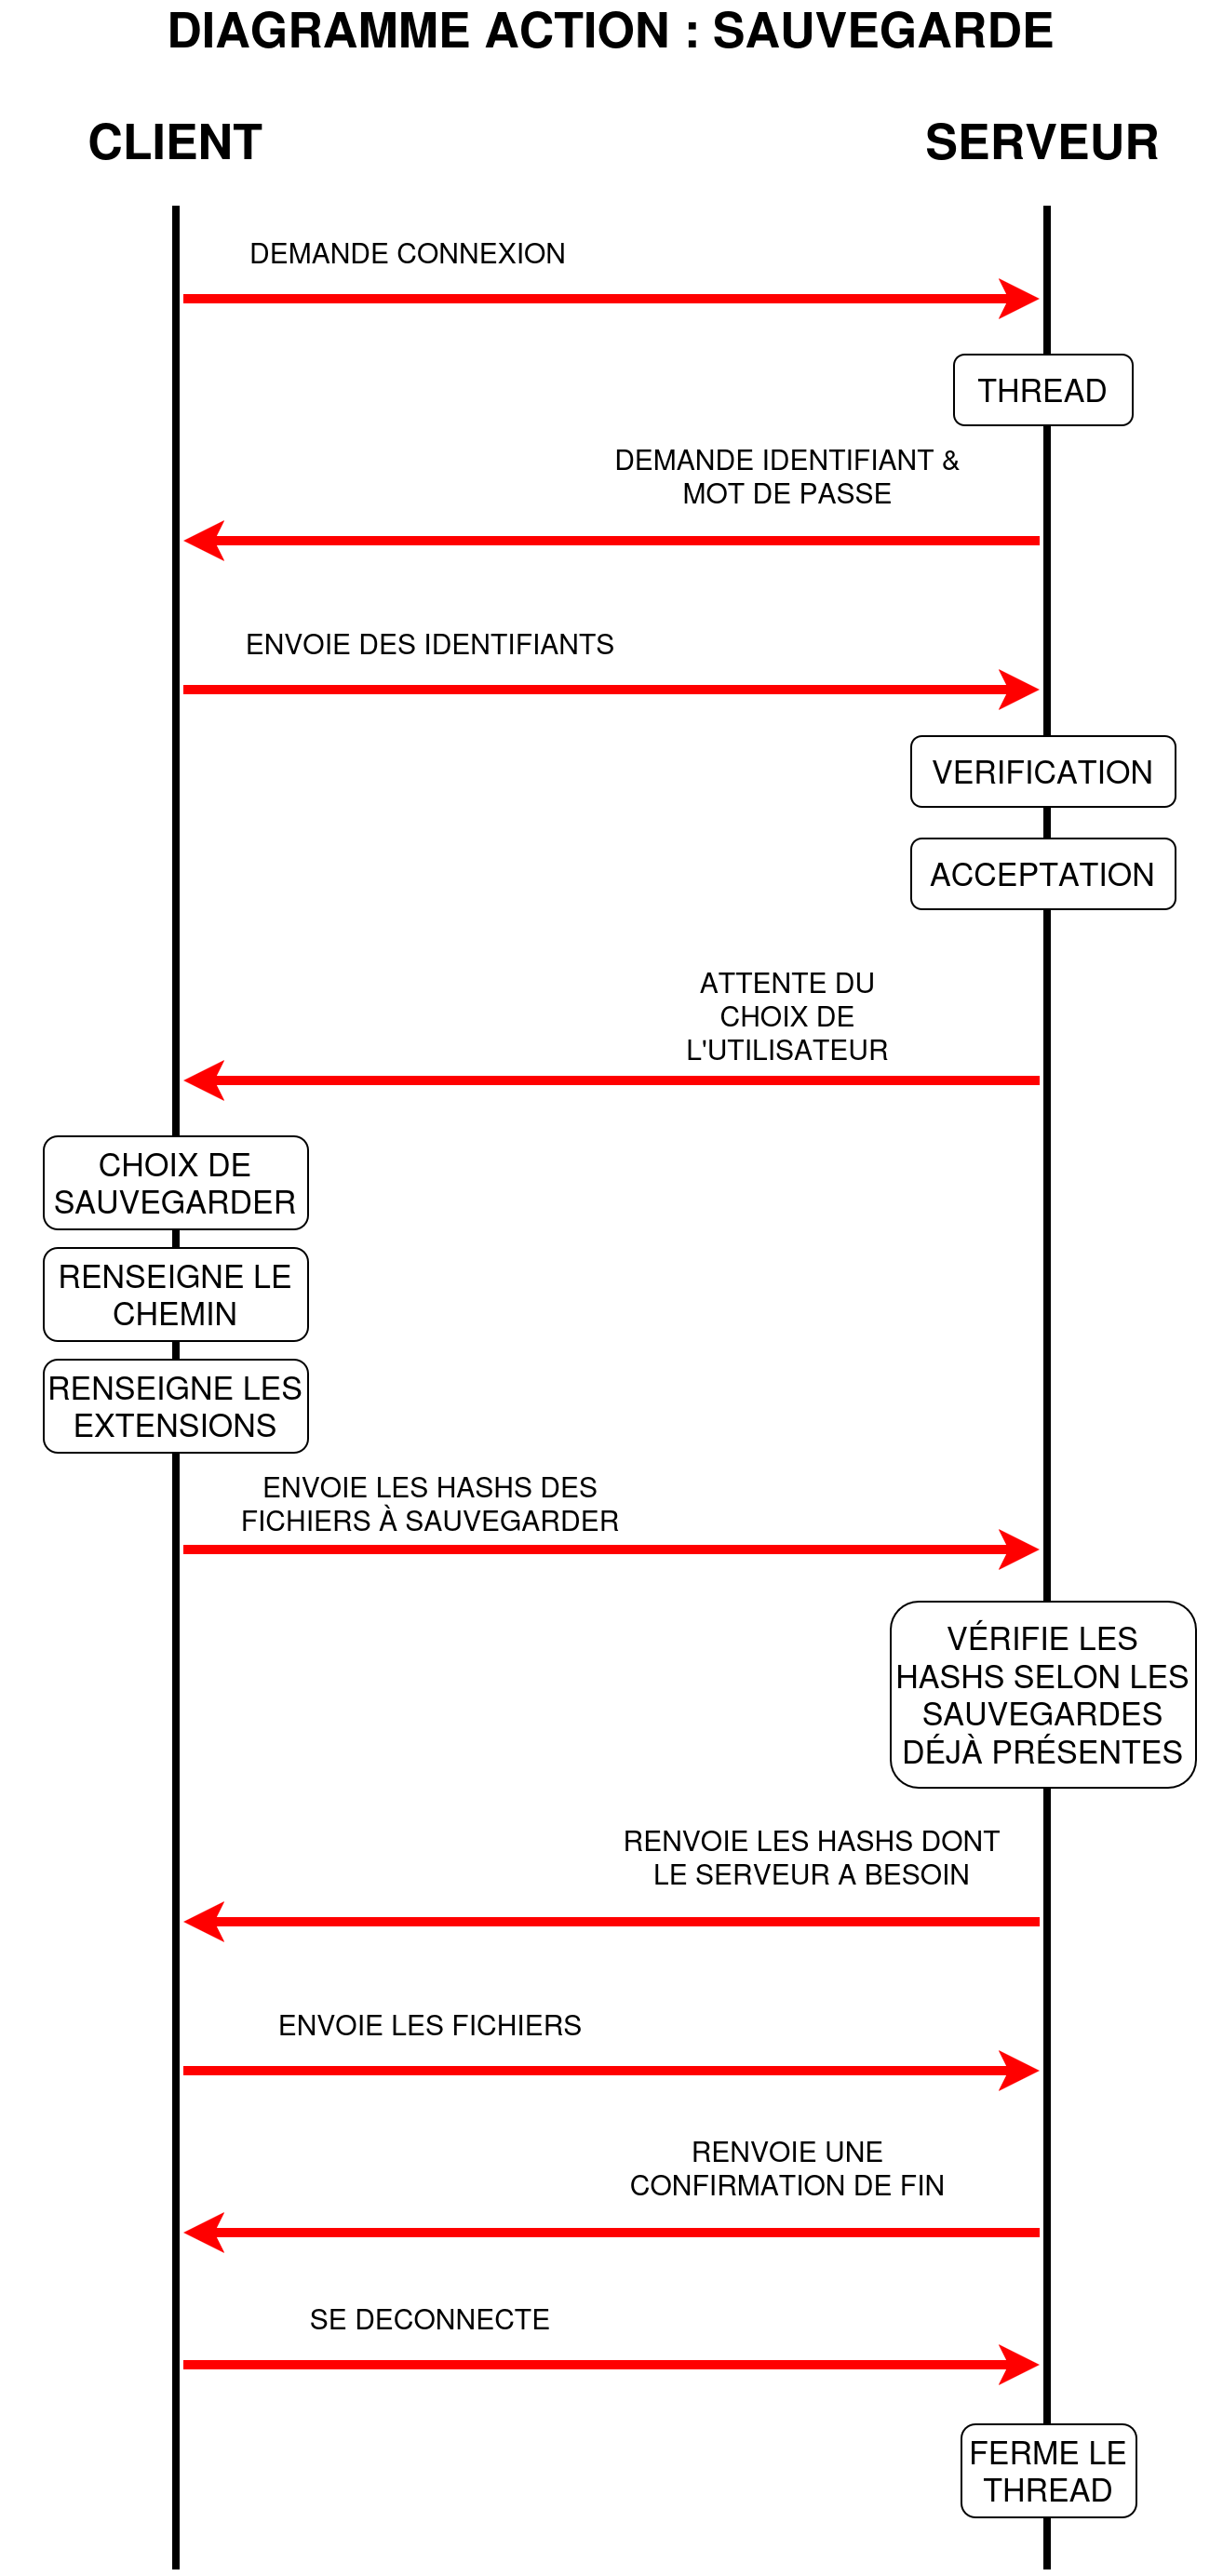 DIAGRAMME ACTION : SAUVEGARDE
CLIENT
SERVEUR
DEMANDE CONNEXION
THREAD
DEMANDE IDENTIFIANT &
MOT DE PASSE
ENVOIE DES IDENTIFIANTS
VERIFICATION
ACCEPTATION
ATTENTE DU
CHOIX DE
L'UTILISATEUR
CHOIX DE
SAUVEGARDER
RENSEIGNE LE
CHEMIN
RENSEIGNE LES
EXTENSIONS
ENVOIE LES HASHS DES
FICHIERS À SAUVEGARDER
VÉRIFIE LES
HASHS SELON LES
SAUVEGARDES
DÉJÀ PRÉSENTES
RENVOIE LES HASHS DONT
LE SERVEUR A BESOIN
ENVOIE LES FICHIERS
RENVOIE UNE
CONFIRMATION DE FIN
SE DECONNECTE
FERME LE
THREAD